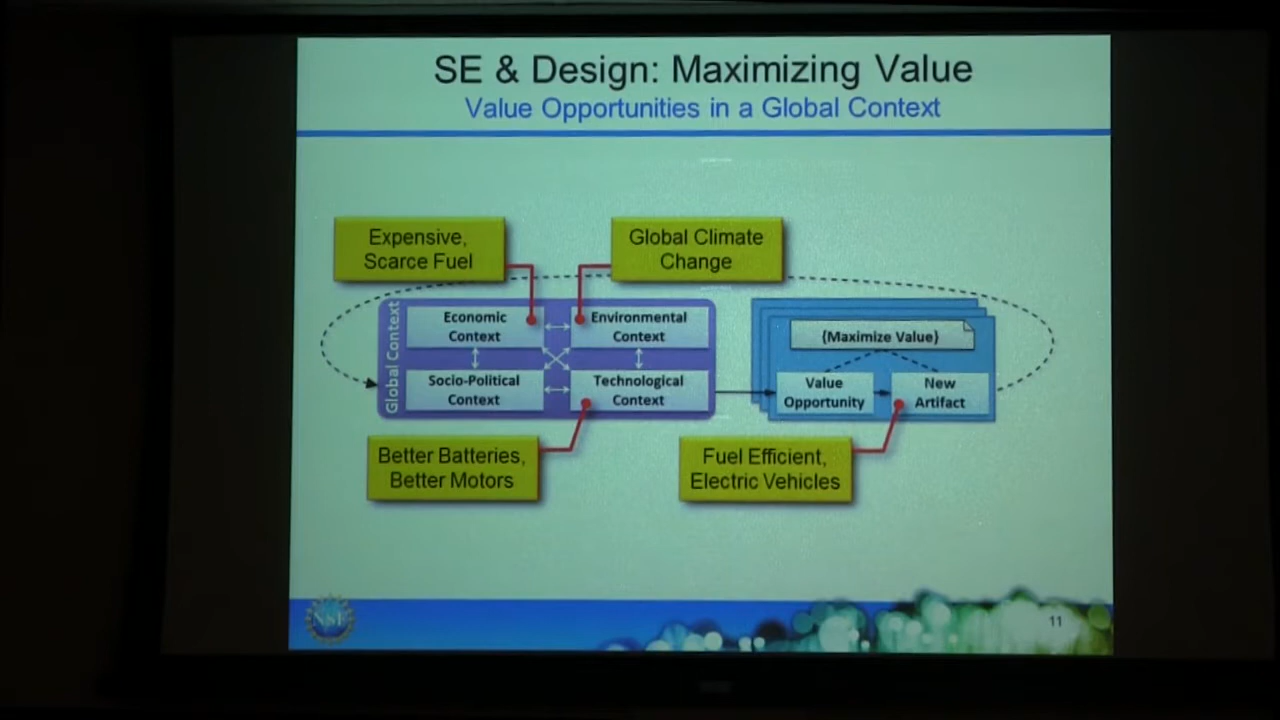 SE & Design: Maximizing Value
Value Opportunities in a Global Context
Expensive,
Scarce Fuel
Global Climate
Change
Global Context
Economic
Context
Environmental
Context
Socio-Political
Context
Technological
Context
{Maximize Value}
Value
Opportunity
New
Artifact
Better Batteries,
Better Motors
Fuel Efficient,
Electric Vehicles
NSF
11